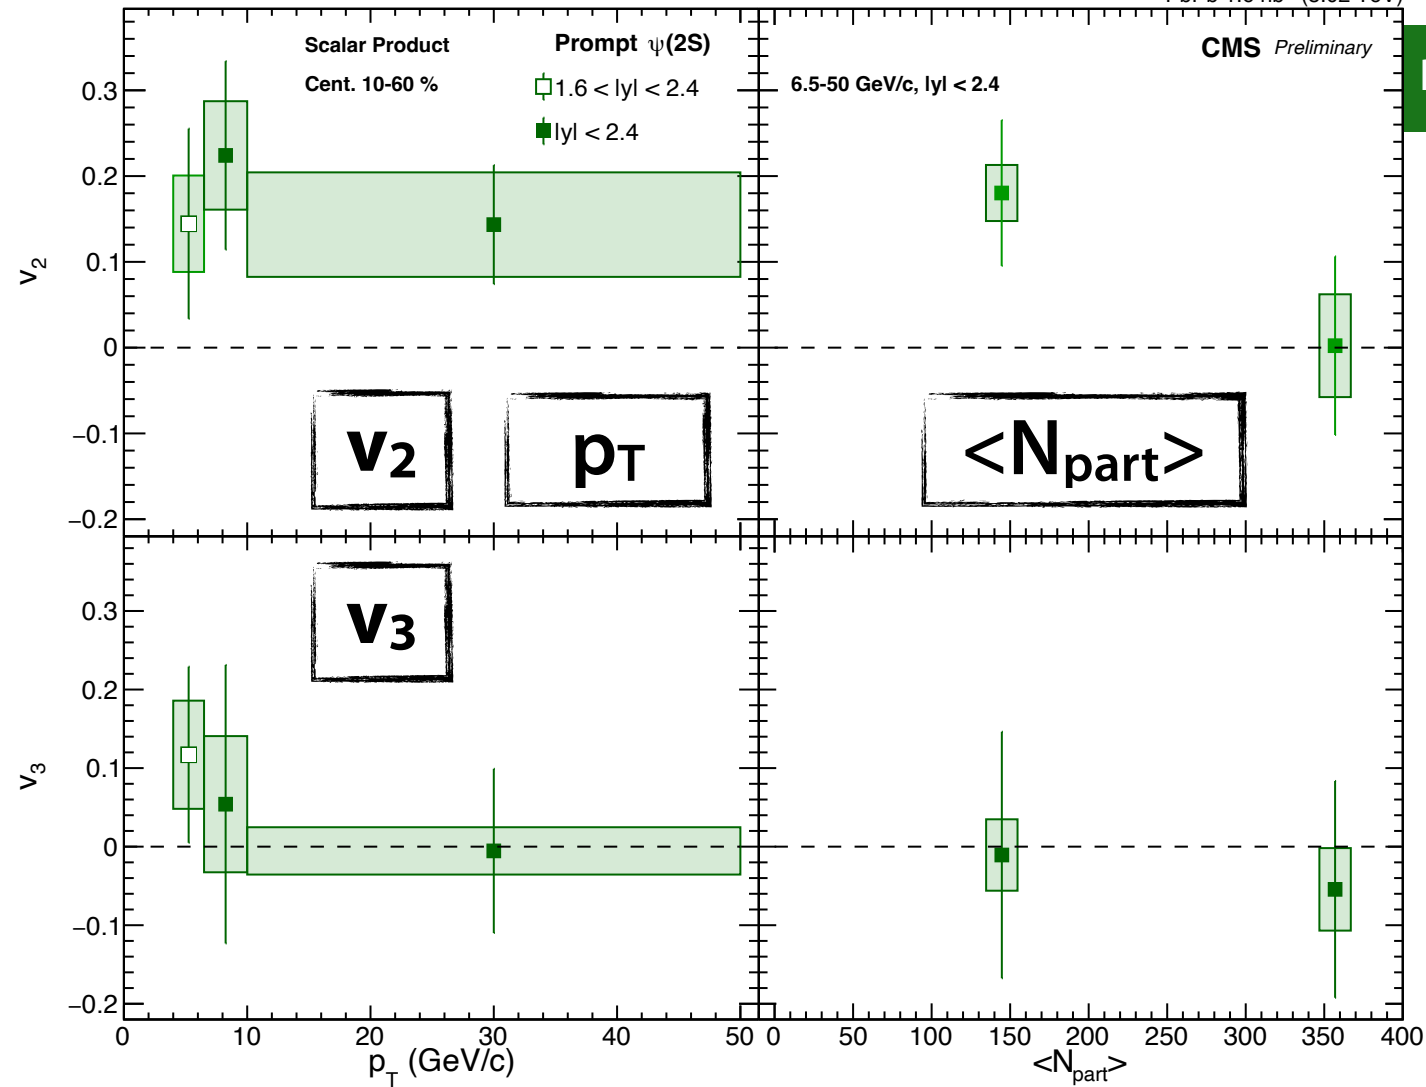 Scalar Product
Cent. 10-60 %
Prompt ψ(2S)
1.6 < |y| < 2.4
|y| < 2.4
CMS Preliminary
6.5-50 GeV/c, |y| < 2.4
v2
0.3
0.2
0.1
0
−0.1
−0.2
v2
pT
<Npart>
v3
v3
0.3
0.2
0.1
0
−0.1
−0.2
0 10 20 30 40 50
pT (GeV/c)
0 50 100 150 200 250 300 350 400
<Npart>